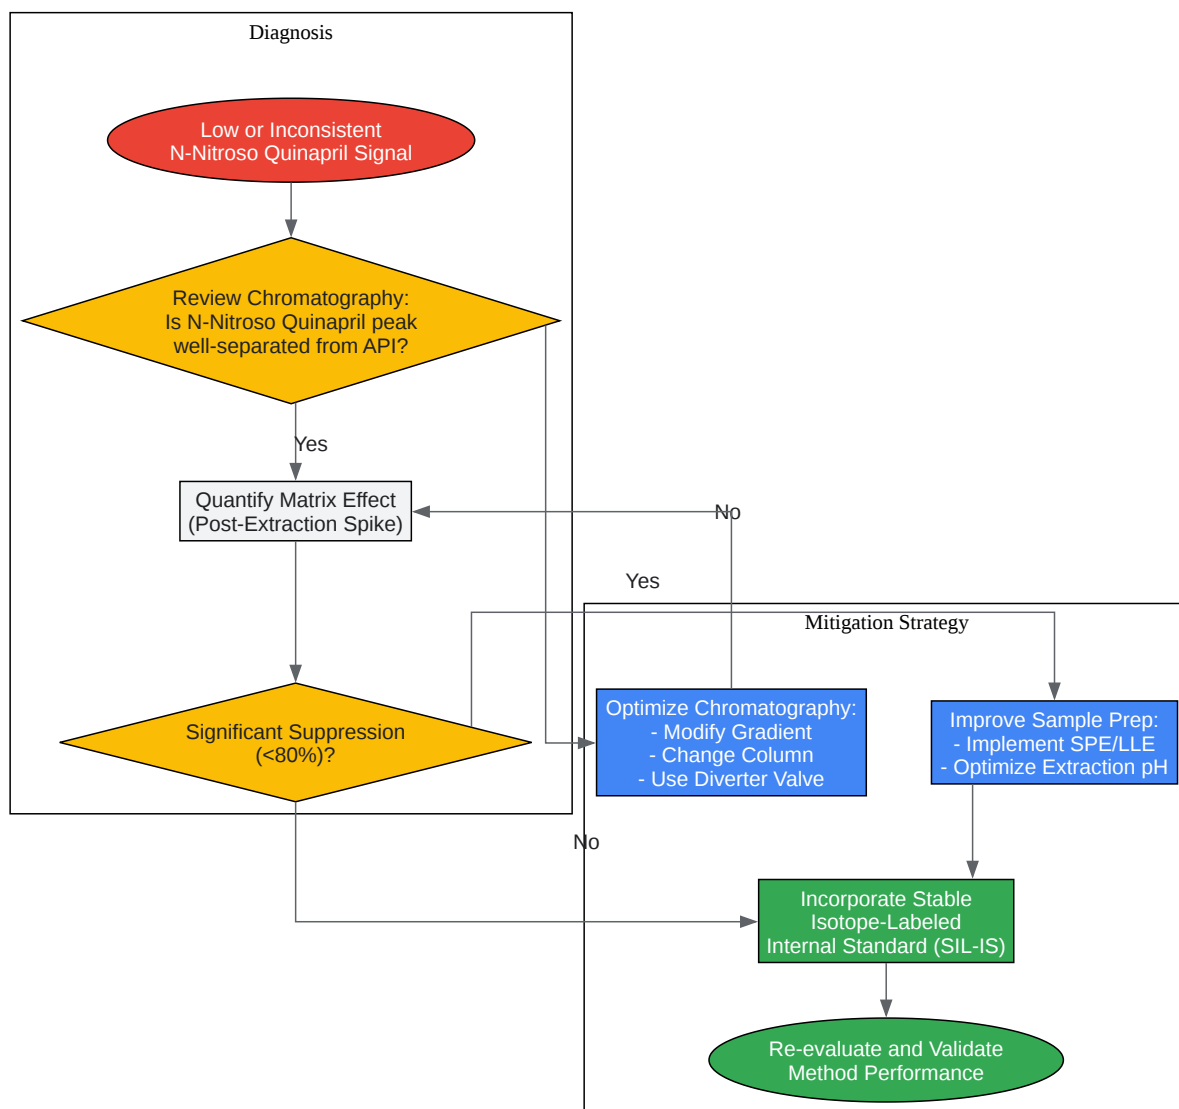 Diagnosis
Low or Inconsistent
N-Nitroso Quinapril Signal
Review Chromatography:
Is N-Nitroso Quinapril peak
well-separated from API?
Yes
Quantify Matrix Effect
(Post-Extraction Spike)
No
Yes
Significant Suppression
(<80%)?
No
Mitigation Strategy
Optimize Chromatography:
- Modify Gradient
- Change Column
- Use Diverter Valve
Improve Sample Prep:
- Implement SPE/LLE
- Optimize Extraction pH
Incorporate Stable
Isotope-Labeled
Internal Standard (SIL-IS)
Re-evaluate and Validate
Method Performance